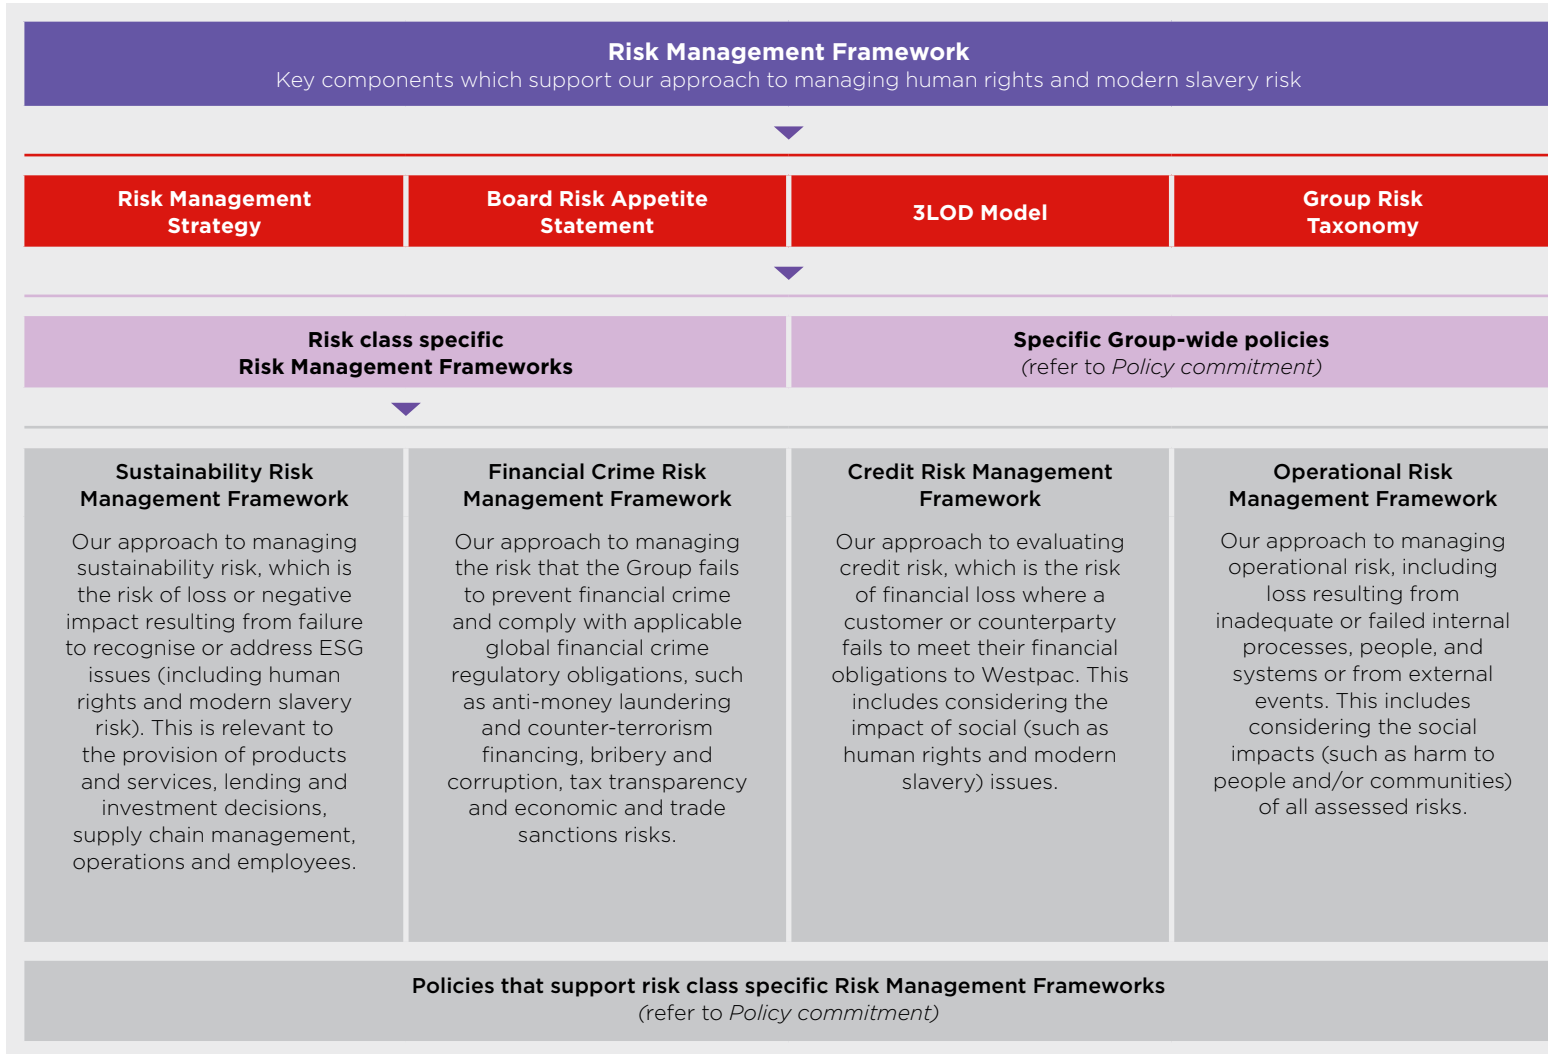 Risk Management Framework
Key components which support our approach to managing human rights and modern slavery risk
Risk Management
Strategy
Board Risk Appetite
Statement
3LOD Model
Group Risk
Taxonomy
Risk class specific
Risk Management Frameworks
Specific Group-wide policies
(refer to Policy commitment)
Sustainability Risk
Management Framework
Our approach to managing
sustainability risk, which is
the risk of loss or negative
impact resulting from failure
to recognise or address ESG
issues (including human
rights and modern slavery
risk). This is relevant to
the provision of products
and services, lending and
investment decisions,
supply chain management,
operations and employees.
Financial Crime Risk
Management Framework
Our approach to managing
the risk that the Group fails
to prevent financial crime
and comply with applicable
global financial crime
regulatory obligations, such
as anti-money laundering
and counter-terrorism
financing, bribery and
corruption, tax transparency
and economic and trade
sanctions risks.
Credit Risk Management
Framework
Our approach to evaluating
credit risk, which is the risk
of financial loss where a
customer or counterparty
fails to meet their financial
obligations to Westpac. This
includes considering the
impact of social (such as
human rights and modern
slavery) issues.
Operational Risk
Management Framework
Our approach to managing
operational risk, including
loss resulting from
inadequate or failed internal
processes, people, and
systems or from external
events. This includes
considering the social
impacts (such as harm to
people and/or communities)
of all assessed risks.
Policies that support risk class specific Risk Management Frameworks
(refer to Policy commitment)